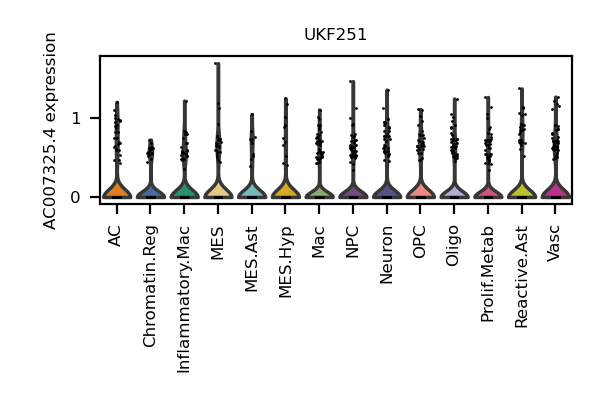 UKF251
AC007325.4 expression
1
0
AC
Chromatin.Reg
Inflammatory.Mac
MES
MES.Ast
MES.Hyp
Mac
NPC
Neuron
OPC
Oligo
Prolif.Metab
Reactive.Ast
Vasc